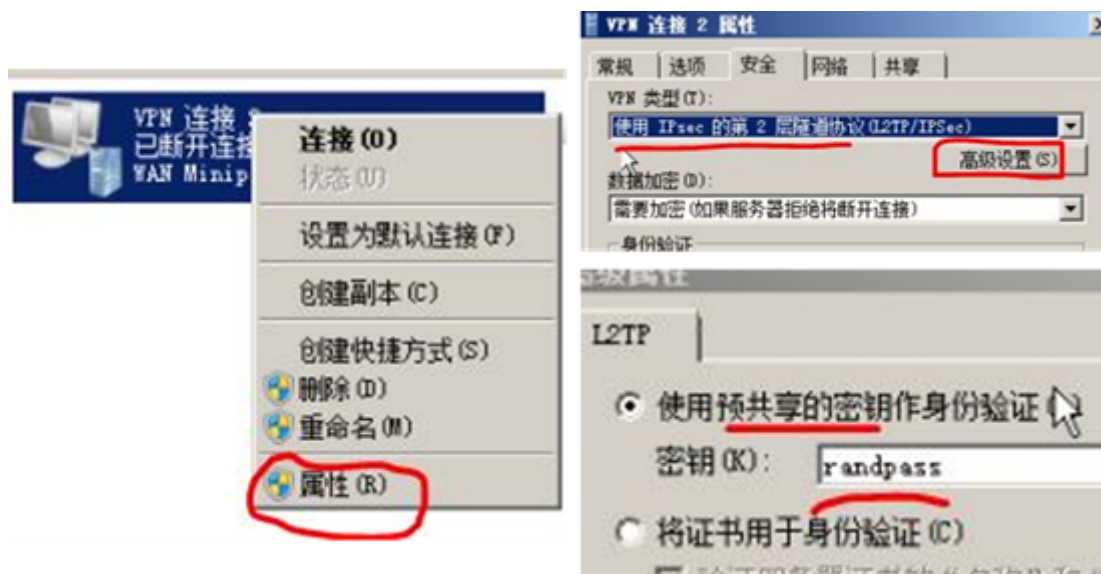 VPN 连接
已断开连接
WAN Minip
连接(O)
状态(U)
设置为默认连接(F)
创建副本(C)
创建快捷方式(S)
删除(D)
重命名(M)
属性(R)
VPN 连接 2 属性
常规 选项 安全 网络 共享
VPN 类型(T):
使用 IPsec 的第 2 层隧道协议(L2TP/IPSec)
高级设置(S)
数据加密(D):
需要加密(如果服务器拒绝将断开连接)
身份验证
L2TP
使用预共享的密钥作身份验证
密钥(K): randpass
将证书用于身份验证(C)